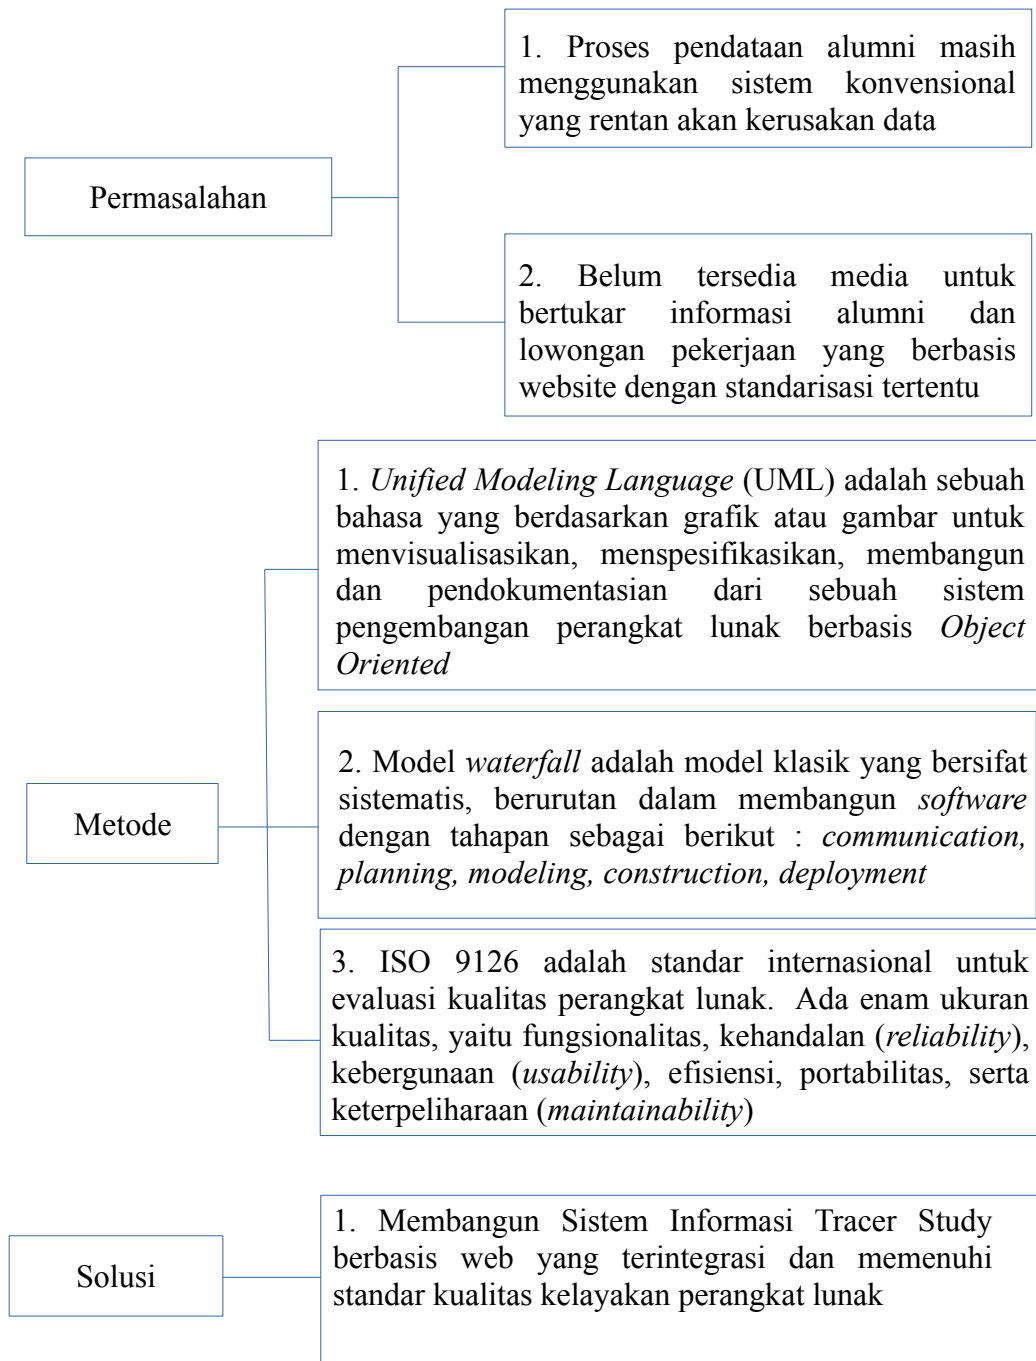 1. Proses pendataan alumni masih
menggunakan sistem konvensional
yang rentan akan kerusakan data
Permasalahan
2. Belum tersedia media untuk
bertukar informasi alumni dan
lowongan pekerjaan yang berbasis
website dengan standarisasi tertentu
1. Unified Modeling Language (UML) adalah sebuah
bahasa yang berdasarkan grafik atau gambar untuk
menvisualisasikan, menspesifikasikan, membangun
dan pendokumentasian dari sebuah sistem
pengembangan perangkat lunak berbasis Object
Oriented
Metode
2. Model waterfall adalah model klasik yang bersifat
sistematis, berurutan dalam membangun software
dengan tahapan sebagai berikut : communication,
planning, modeling, construction, deployment
3. ISO 9126 adalah standar internasional untuk
evaluasi kualitas perangkat lunak. Ada enam ukuran
kualitas, yaitu fungsionalitas, kehandalan (reliability),
kebergunaan (usability), efisiensi, portabilitas, serta
keterpeliharaan (maintainability)
Solusi
1. Membangun Sistem Informasi Tracer Study
berbasis web yang terintegrasi dan memenuhi
standar kualitas kelayakan perangkat lunak